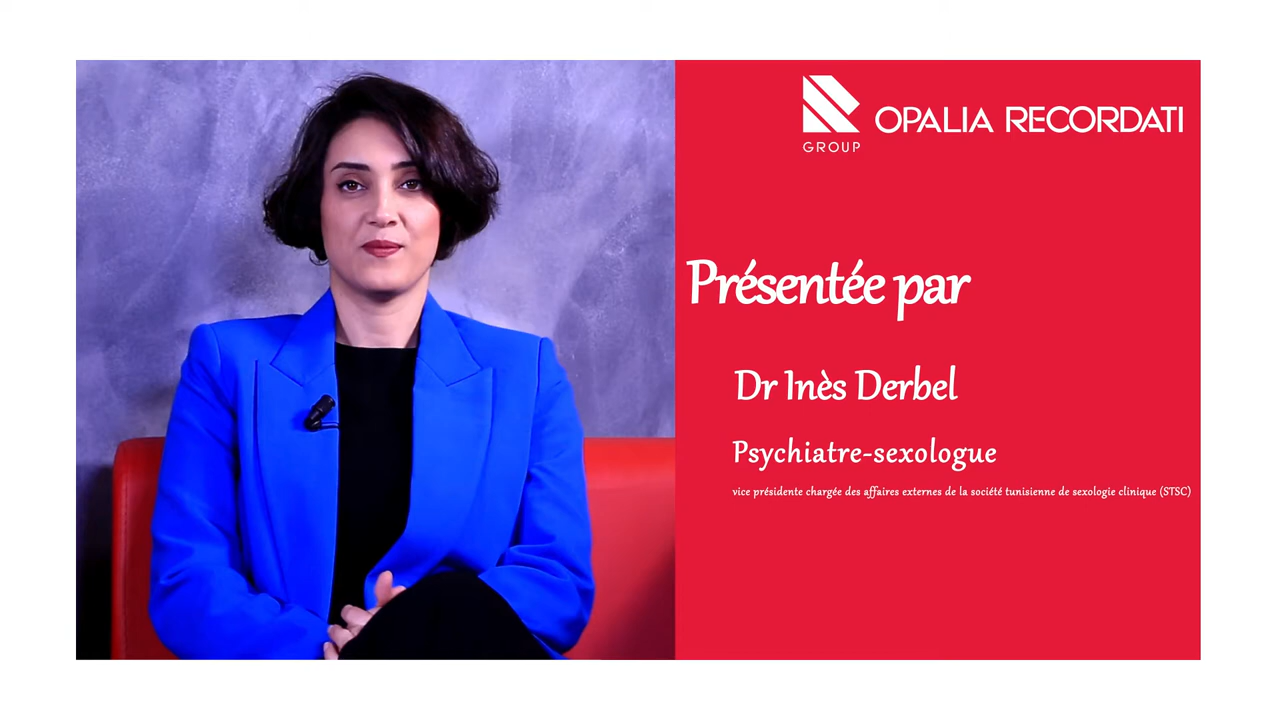 OPALIA RECORDATI
GROUP
Présentée par
Dr Inès Derbel
Psychiatre-sexologue
vice présidente chargée des affaires externes de la société tunisienne de sexologie clinique (STSC)